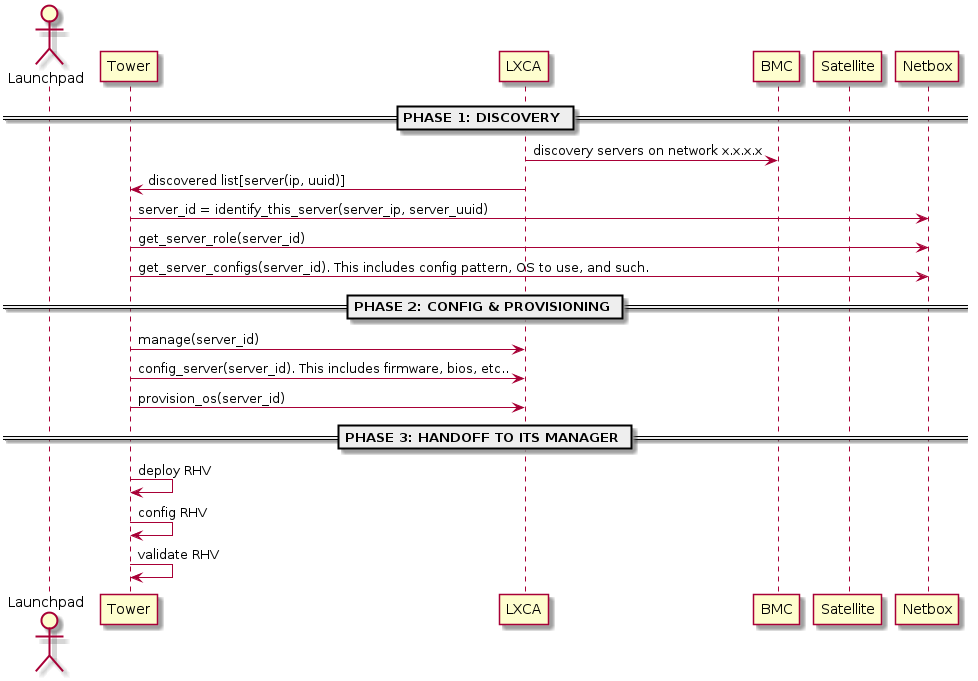 Launchpad
Tower
LXCA
BMC
Satellite
Netbox
PHASE 1: DISCOVERY
discovery servers on network x.x.x.x
discovered list[server(ip, uuid)]
server_id = identify_this_server(server_ip, server_uuid)
get_server_role(server_id)
get_server_configs(server_id). This includes config pattern, OS to use, and such.
PHASE 2: CONFIG & PROVISIONING
manage(server_id)
config_server(server_id). This includes firmware, bios, etc..
provision_os(server_id)
PHASE 3: HANDOFF TO ITS MANAGER
deploy RHV
config RHV
validate RHV
Launchpad
Tower
LXCA
BMC
Satellite
Netbox